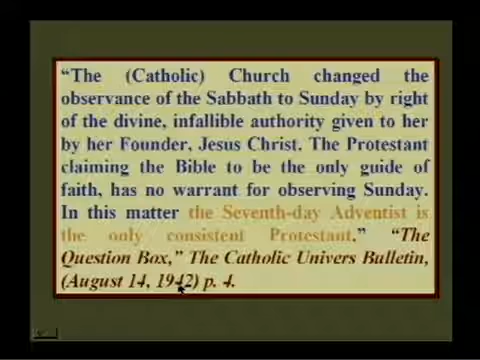 “The (Catholic) Church changed the
observance of the Sabbath to Sunday by right
of the divine, infallible authority given to her
by her Founder, Jesus Christ. The Protestant
claiming the Bible to be the only guide of
faith, has no warrant for observing Sunday.
In this matter the Seventh-day Adventist is
the only consistent Protestant.” “The
Question Box,” The Catholic Univers Bulletin,
(August 14, 1942) p. 4.